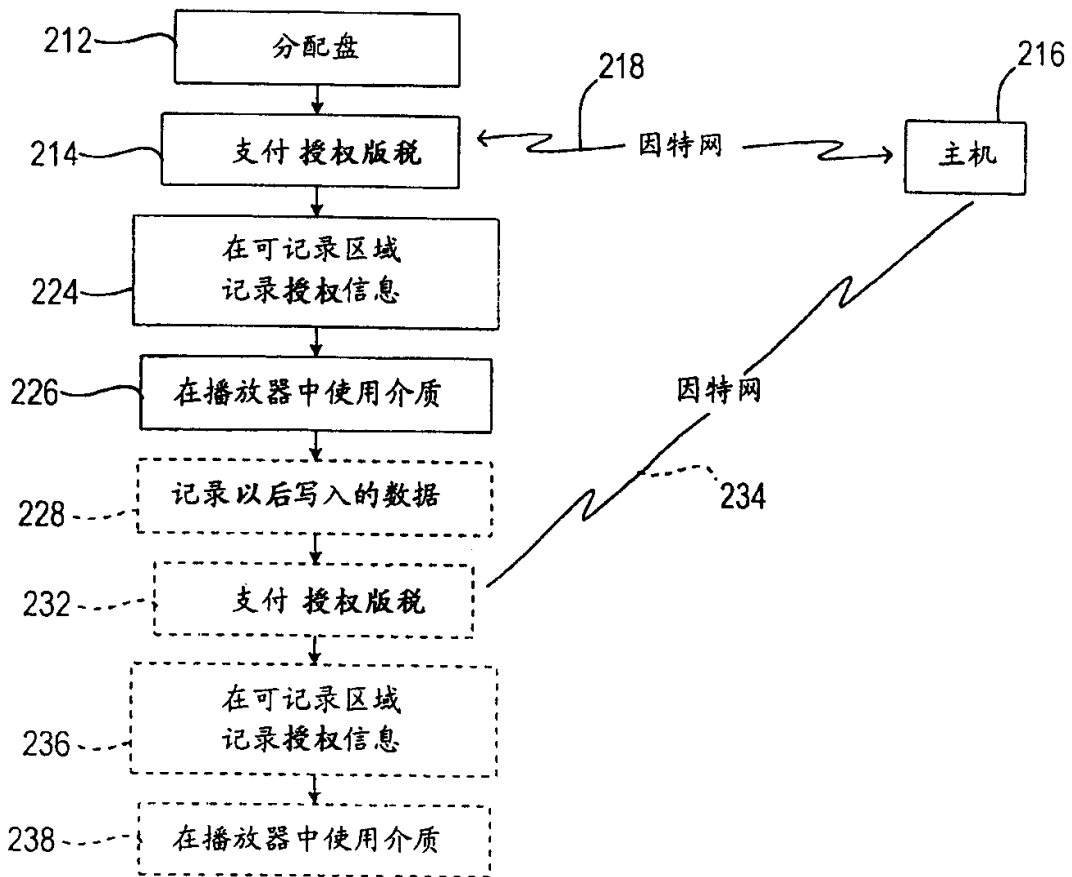 212
分配盘
218
216
214
支付 授权版税
因特网
主机
224
在可记录区域
记录授权信息
226
在播放器中使用介质
因特网
228
记录以后写入的数据
234
232
支付 授权版税
236
在可记录区域
记录授权信息
238
在播放器中使用介质